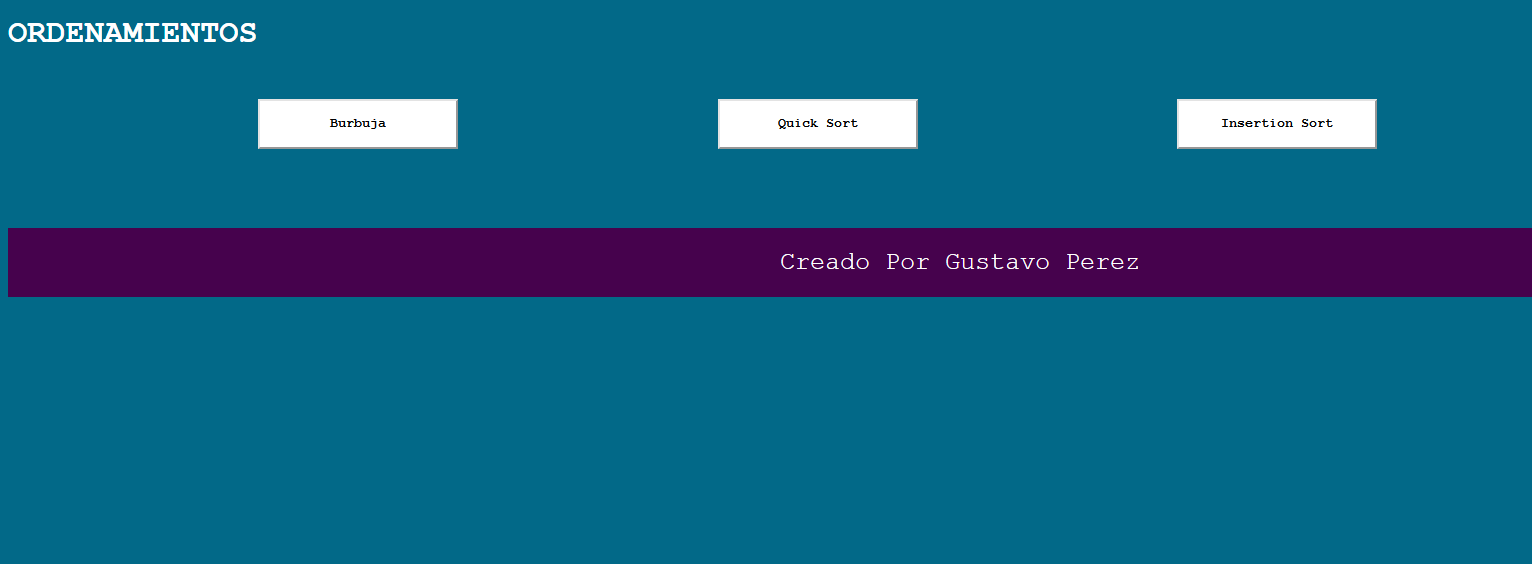 ORDENAMIENTOS
Burbuja
Quick Sort
Insertion Sort
Creado Por Gustavo Perez